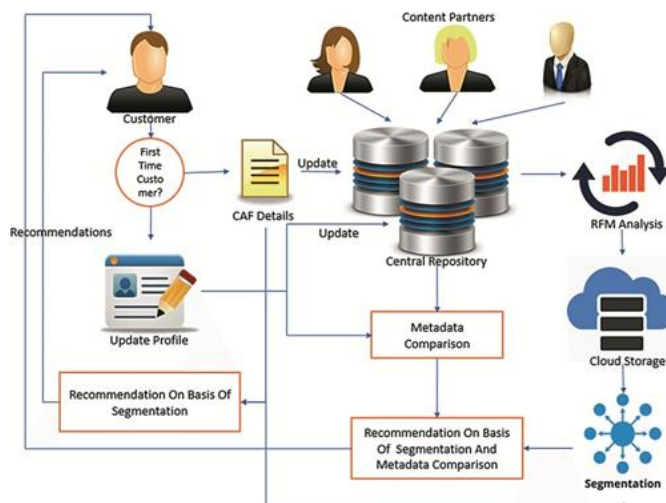 Content Partners
Customer
First
Time
Custo
mer?
CAF Details
Update
Update
Central Repository
RFM Analysis
Recommendations
Update Profile
Metadata
Comparison
Cloud Storage
Recommendation On Basis Of
Segmentation
Recommendation On Basis
Of Segmentation And
Metadata Comparison
Segmentation